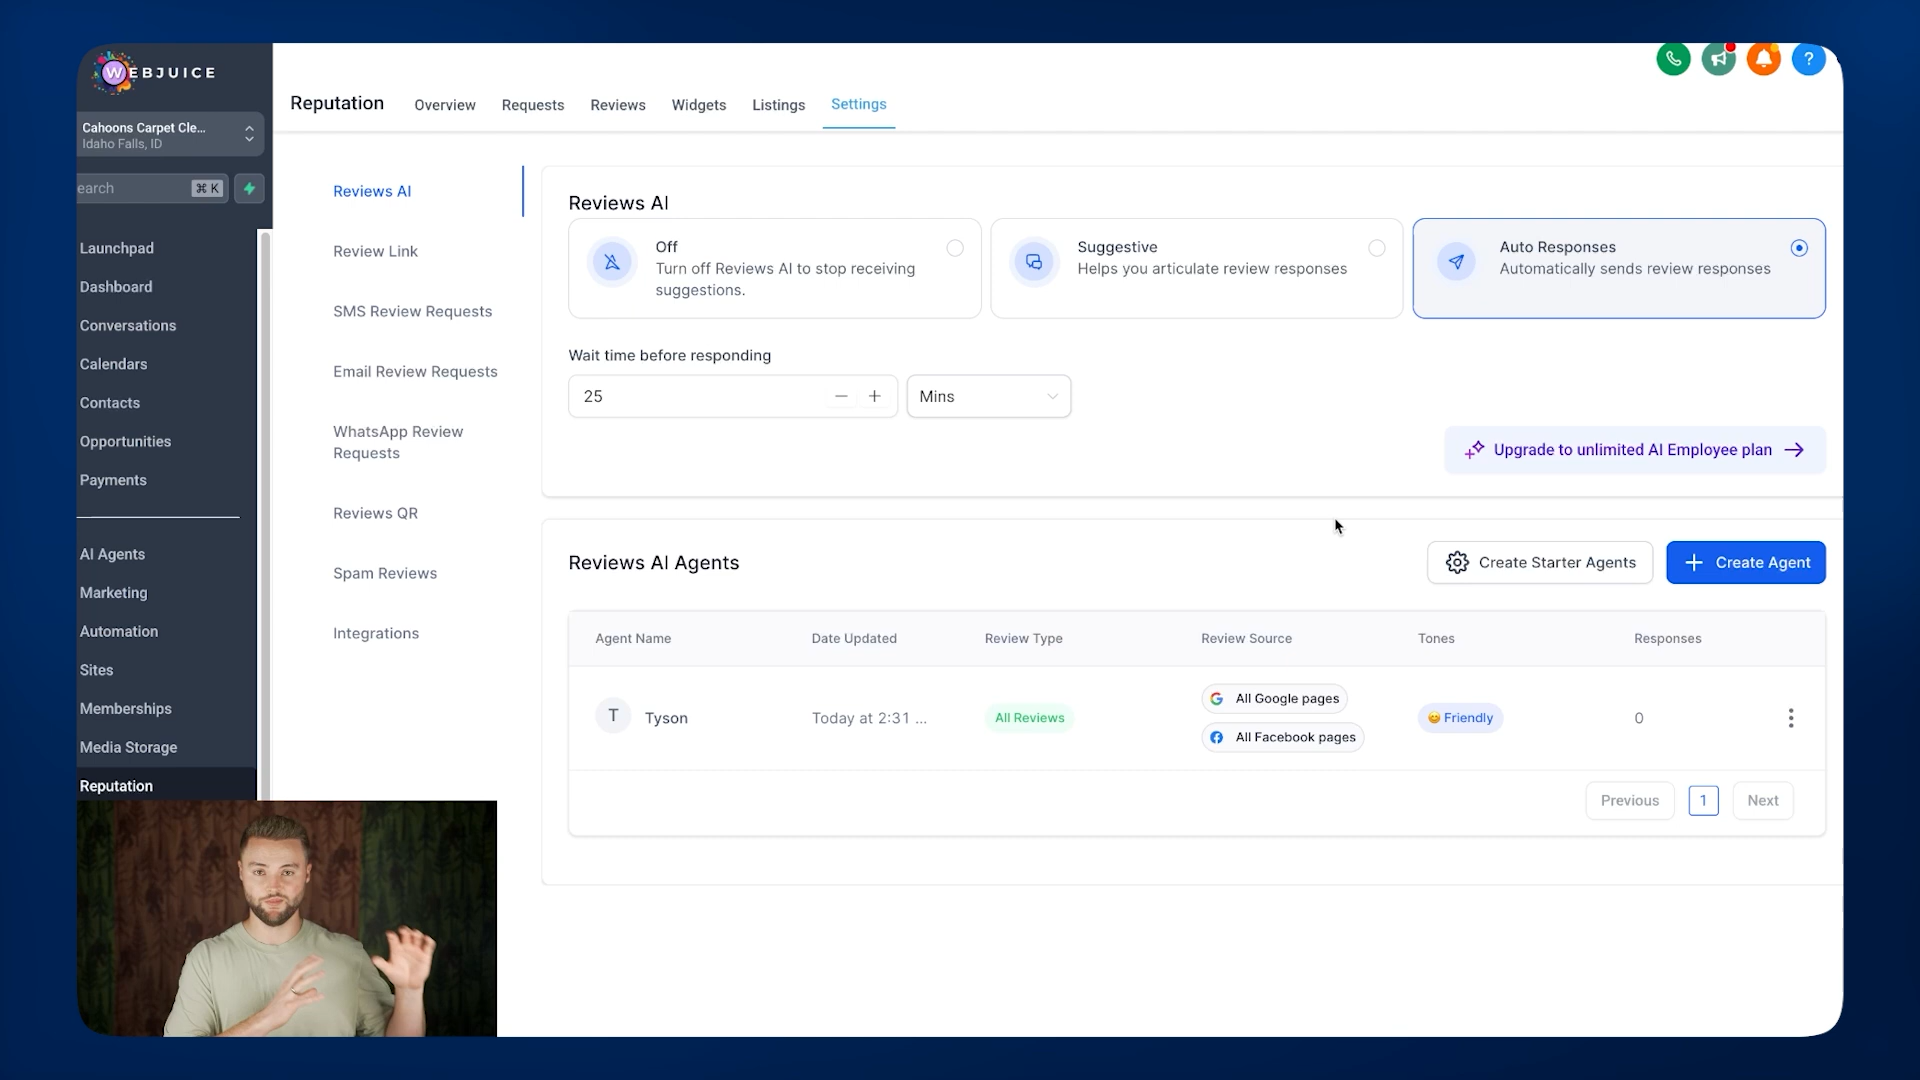 WEBJUICE
Cahoons Carpet Cle...
Idaho Falls, ID
earch
⌘ K
Launchpad
Dashboard
Conversations
Calendars
Contacts
Opportunities
Payments
AI Agents
Marketing
Automation
Sites
Memberships
Media Storage
Reputation
Reputation
Overview
Requests
Reviews
Widgets
Listings
Settings
?
Reviews AI
Review Link
SMS Review Requests
Email Review Requests
WhatsApp Review
Requests
Reviews QR
Spam Reviews
Integrations
Reviews AI
Off
Turn off Reviews AI to stop receiving
suggestions.
Suggestive
Helps you articulate review responses
Auto Responses
Automatically sends review responses
Wait time before responding
25
Mins
Upgrade to unlimited AI Employee plan
Reviews AI Agents
Create Starter Agents
Create Agent
Agent Name
Date Updated
Review Type
Review Source
Tones
Responses
T
Tyson
Today at 2:31 ...
All Reviews
All Google pages
All Facebook pages
😄 Friendly
0
Previous
1
Next